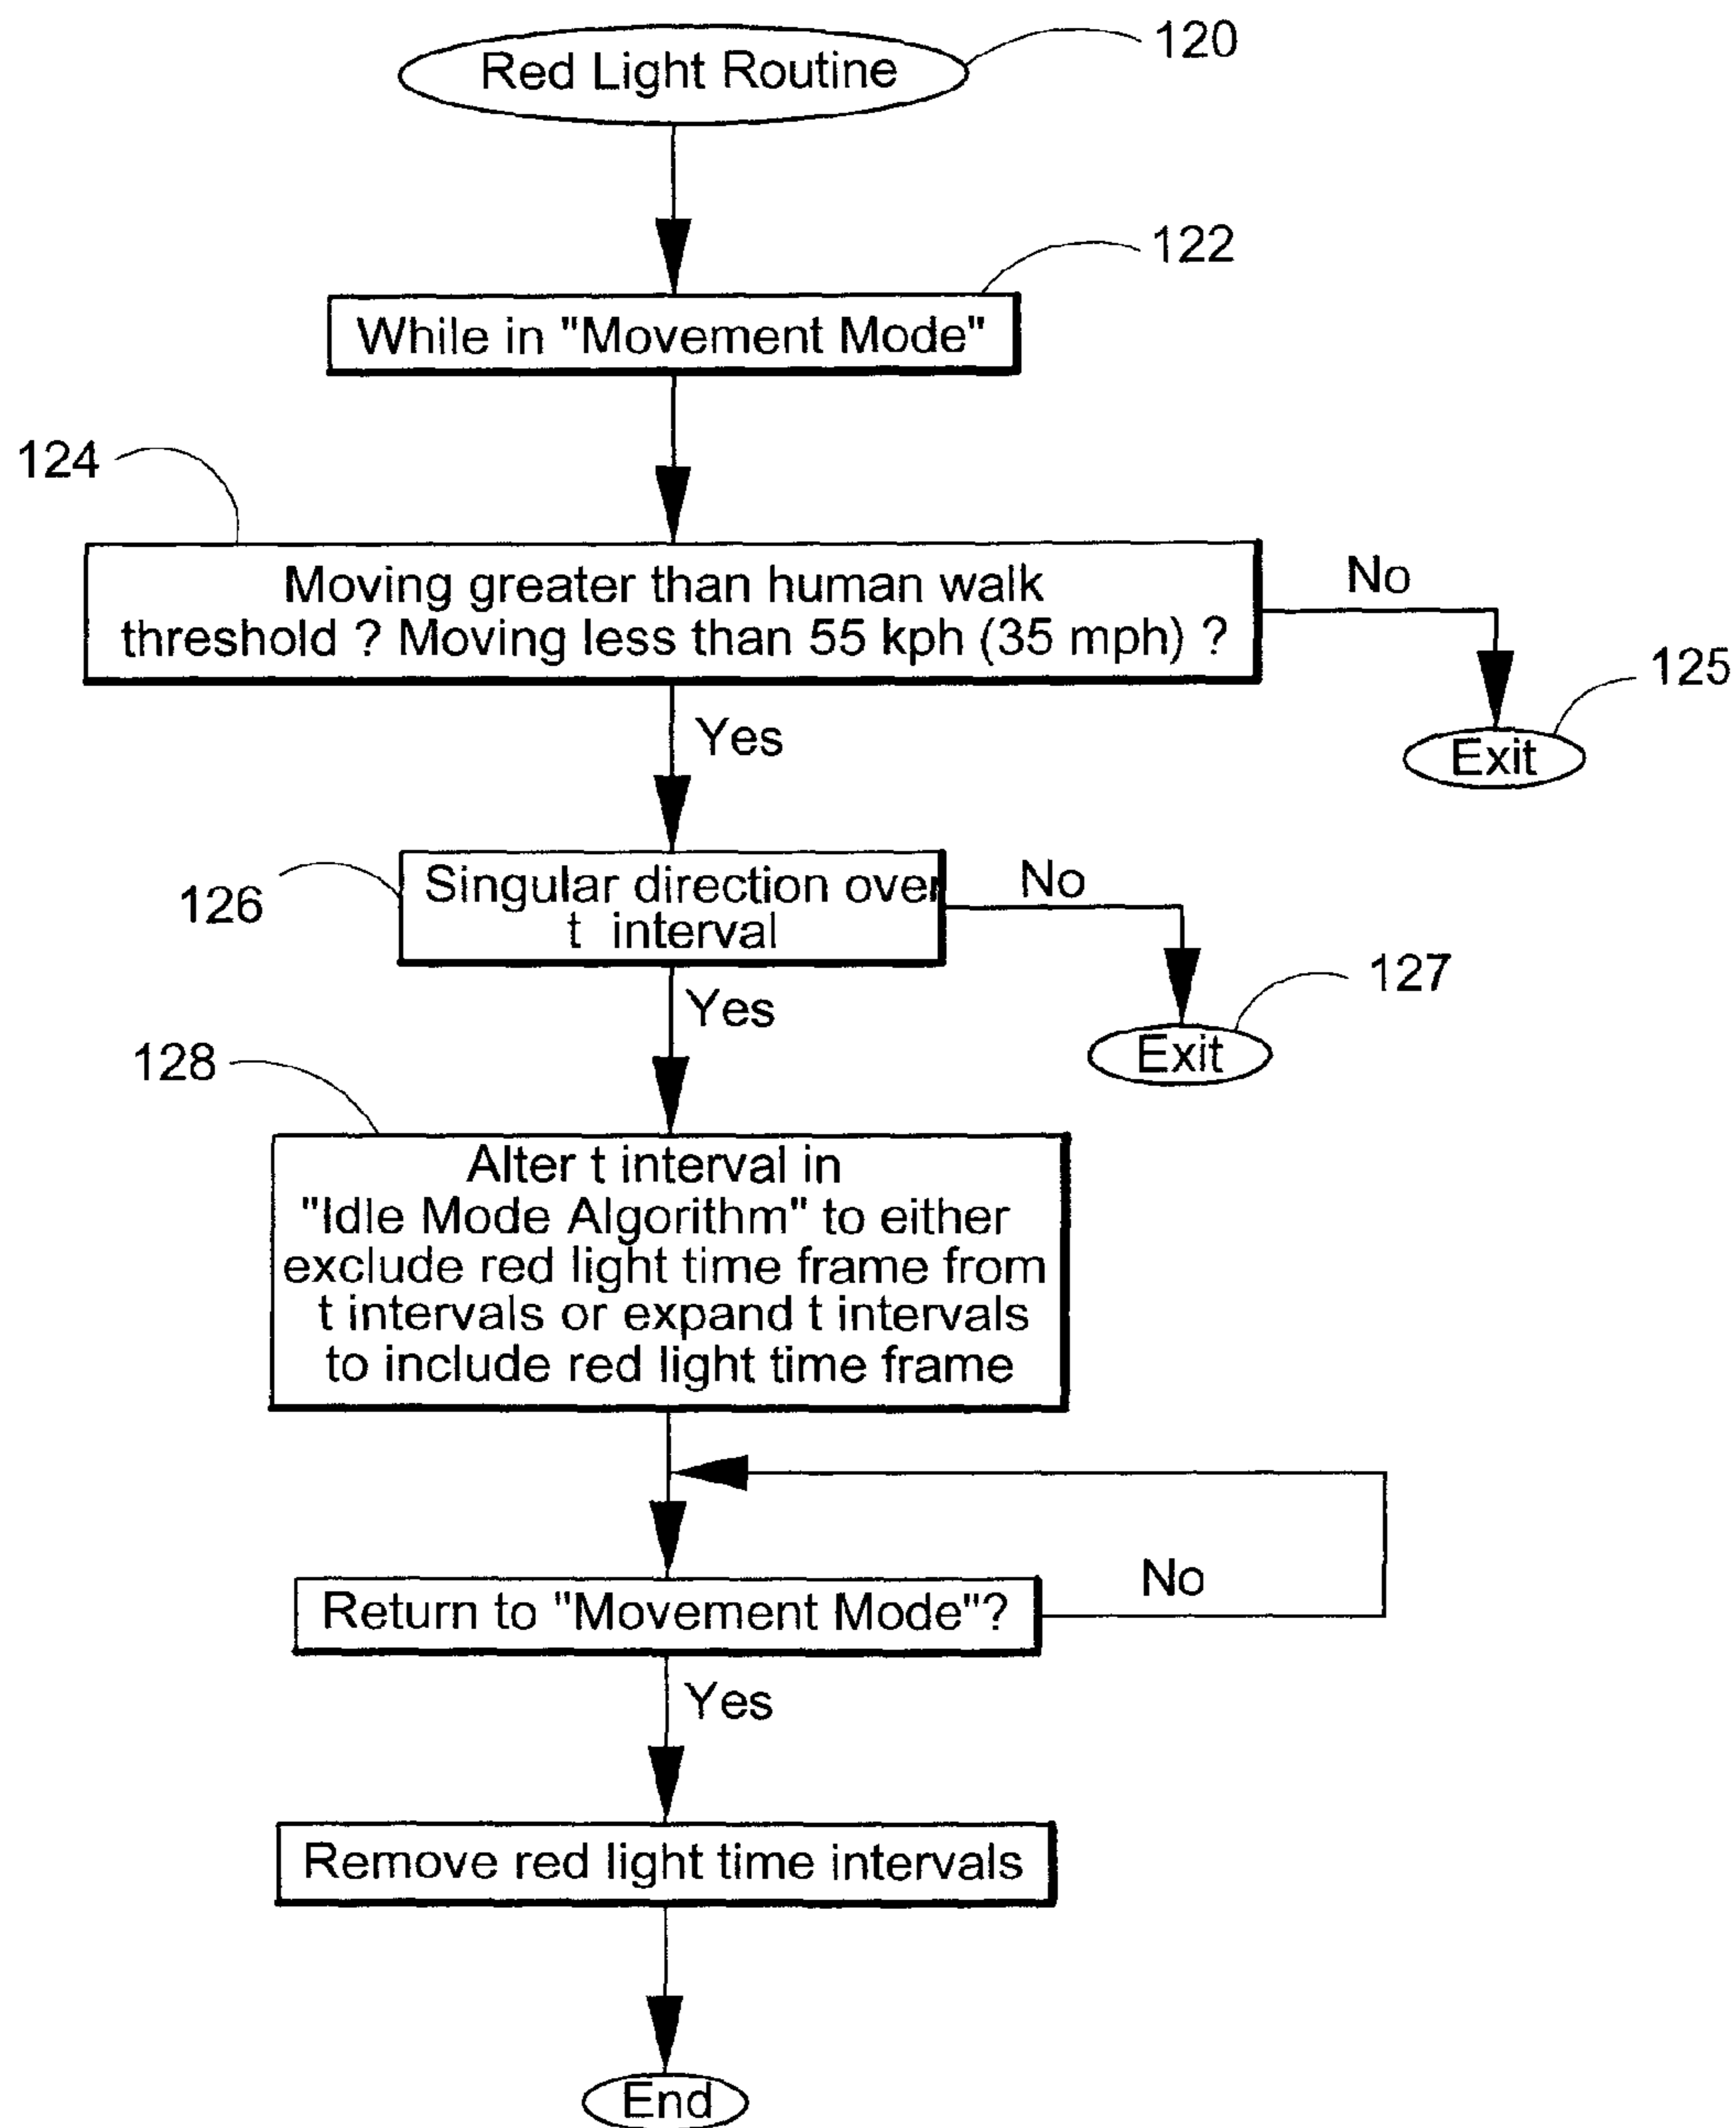 Red Light Routine
120
122
While in "Movement Mode"
124
Moving greater than human walk
threshold ? Moving less than 55 kph (35 mph) ?
No
125
Exit
Yes
126
Singular direction over
t interval
No
127
Exit
Yes
128
Alter t interval in
"Idle Mode Algorithm" to either
exclude red light time frame from
t intervals or expand t intervals
to include red light time frame
Return to "Movement Mode"?
No
Yes
Remove red light time intervals
End